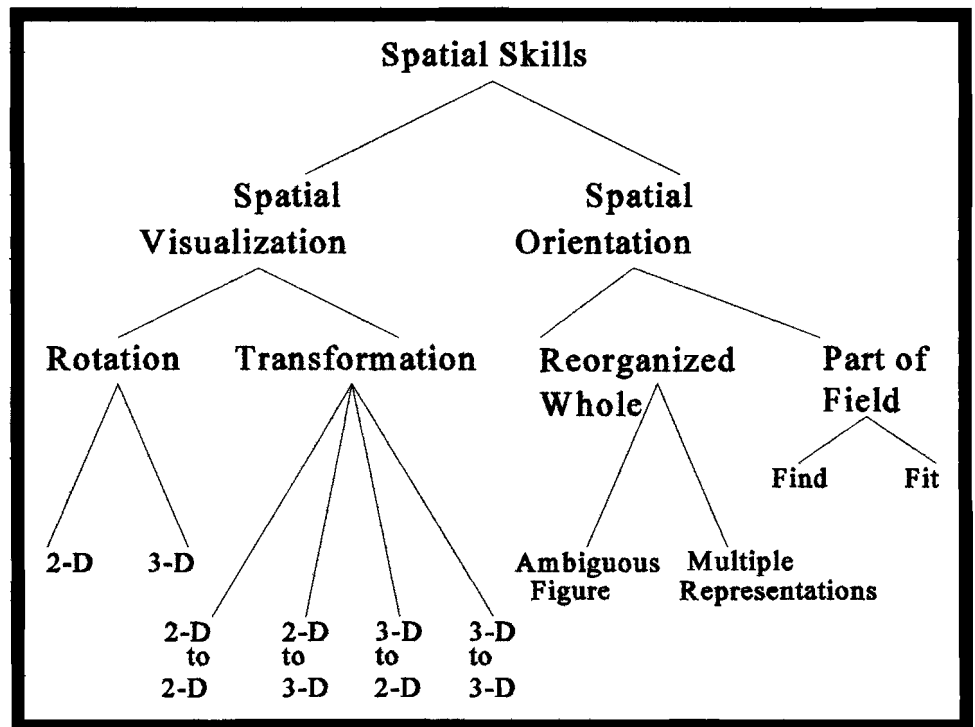 Spatial Skills
Spatial
Visualization
Spatial
Orientation
Rotation
Transformation
Reorganized
Whole
Part of
Field
Find
Fit
2-D
3-D
Ambiguous
Figure
Multiple
Representations
2-D
to
2-D
2-D
to
3-D
3-D
to
2-D
3-D
to
3-D